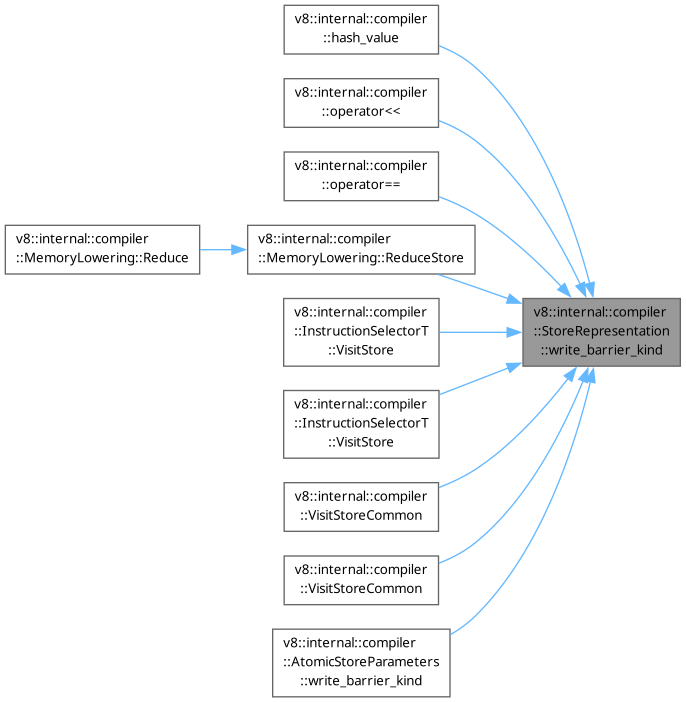 v8::internal::compiler
::hash_value
v8::internal::compiler
::operator<<
v8::internal::compiler
::operator==
v8::internal::compiler
::MemoryLowering::Reduce
v8::internal::compiler
::MemoryLowering::ReduceStore
v8::internal::compiler
::InstructionSelectorT
::VisitStore
v8::internal::compiler
::StoreRepresentation
::write_barrier_kind
v8::internal::compiler
::InstructionSelectorT
::VisitStore
v8::internal::compiler
::VisitStoreCommon
v8::internal::compiler
::VisitStoreCommon
v8::internal::compiler
::AtomicStoreParameters
::write_barrier_kind